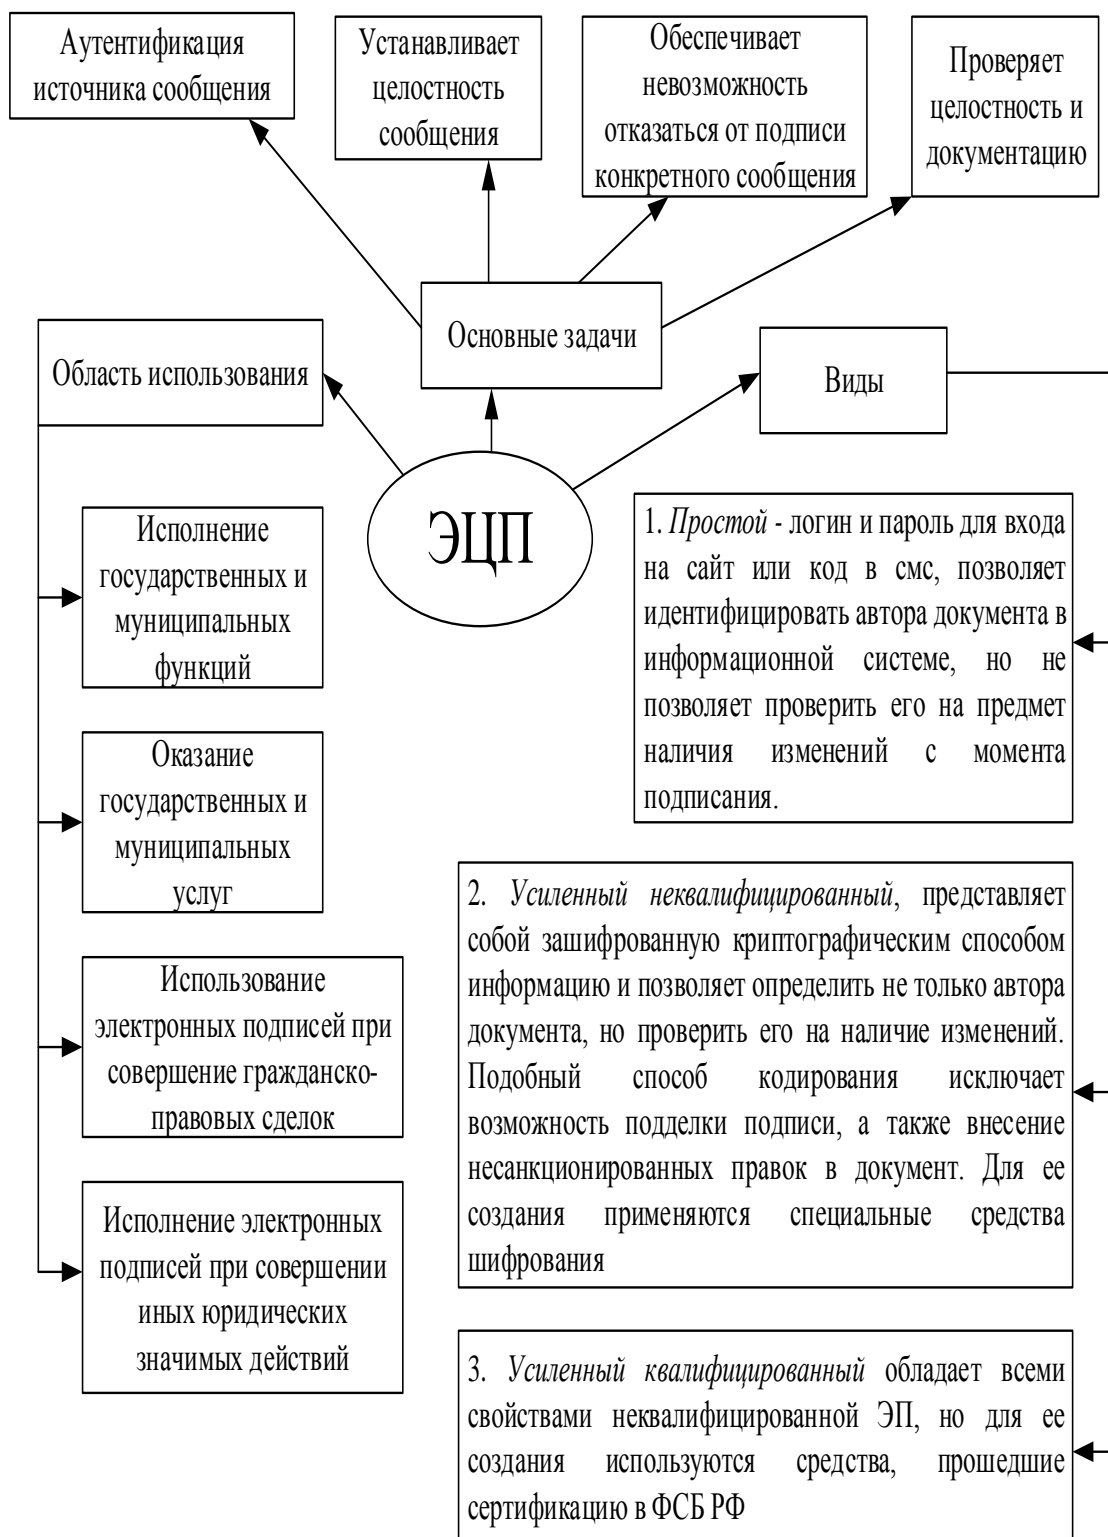 Аутентификация
источника сообщения
Устанавливает
целостность
сообщения
Обеспечивает
невозможность
отказаться от подписи
конкретного сообщения
Проверяет
целостность и
документацию
Основные задачи
Область использования
Виды
ЭЦП
Исполнение
государственных и
муниципальных
функций
Оказание
государственных и
муниципальных
услуг
Использование
электронных подписей при
совершение гражданско-
правовых сделок
Исполнение электронных
подписей при совершении
иных юридических
значимых действий
1. Простой - логин и пароль для входа
на сайт или код в смс, позволяет
идентифицировать автора документа в
информационной системе, но не
позволяет проверить его на предмет
наличия изменений с момента
подписания.
2. Усиленный неквалифицированный, представляет
собой зашифрованную криптографическим способом
информацию и позволяет определить не только автора
документа, но проверить его на наличие изменений.
Подобный способ кодирования исключает
возможность подделки подписи, а также внесение
несанкционированных правок в документ. Для ее
создания применяются специальные средства
шифрования
3. Усиленный квалифицированный обладает всеми
свойствами неквалифицированной ЭП, но для ее
создания используются средства, прошедшие
сертификацию в ФСБ РФ